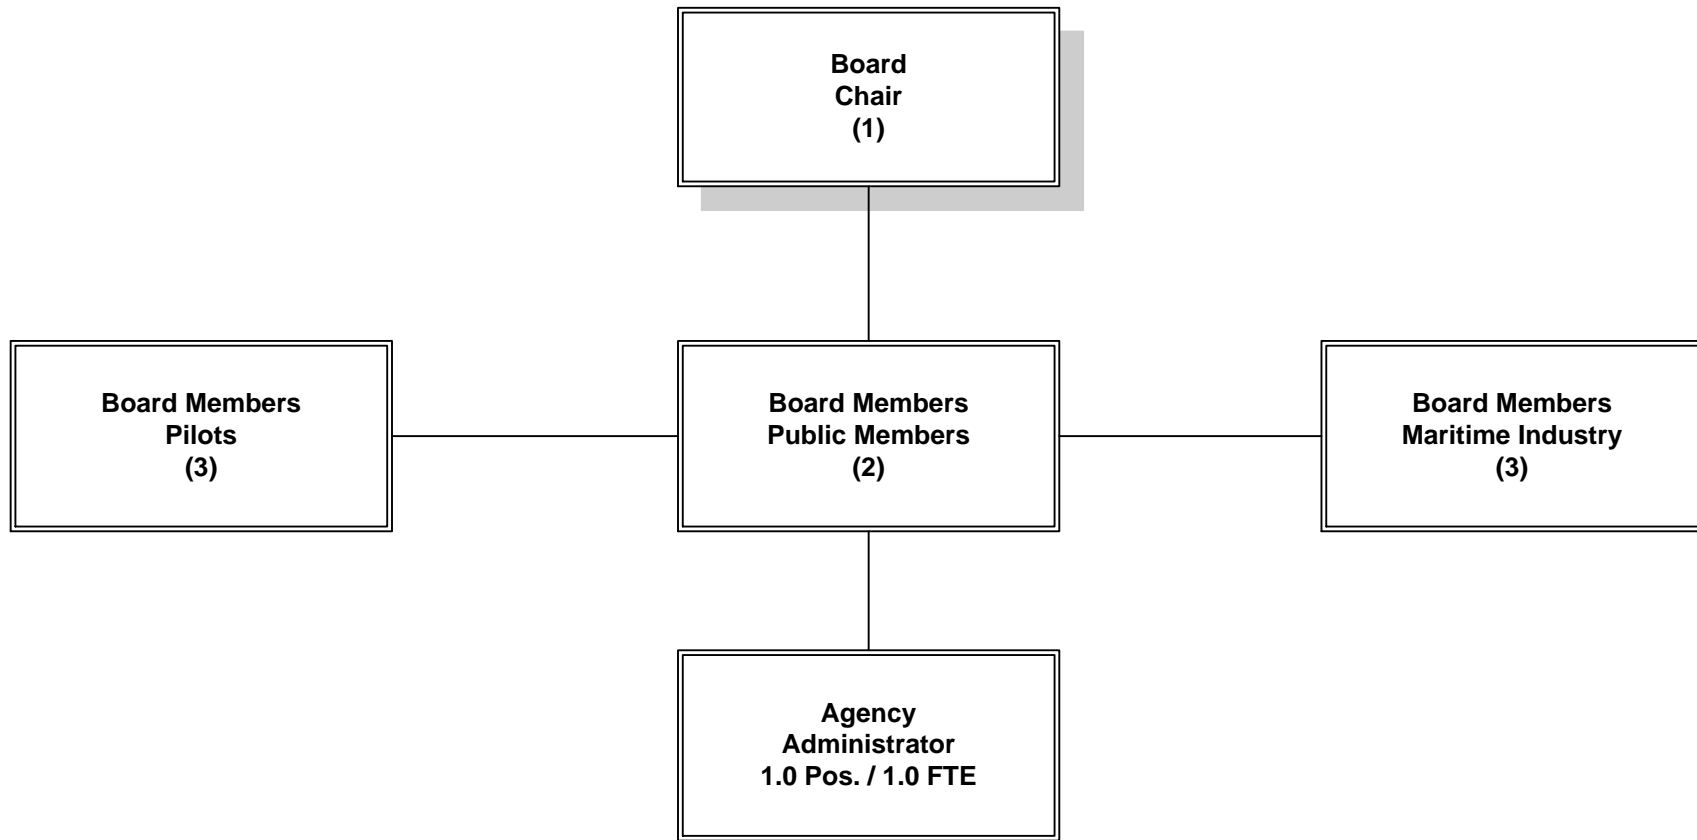 Board
Chair
(1)
Board Members
Pilots
(3)
Board Members
Public Members
(2)
Board Members
Maritime Industry
(3)
Agency
Administrator
1.0 Pos. / 1.0 FTE